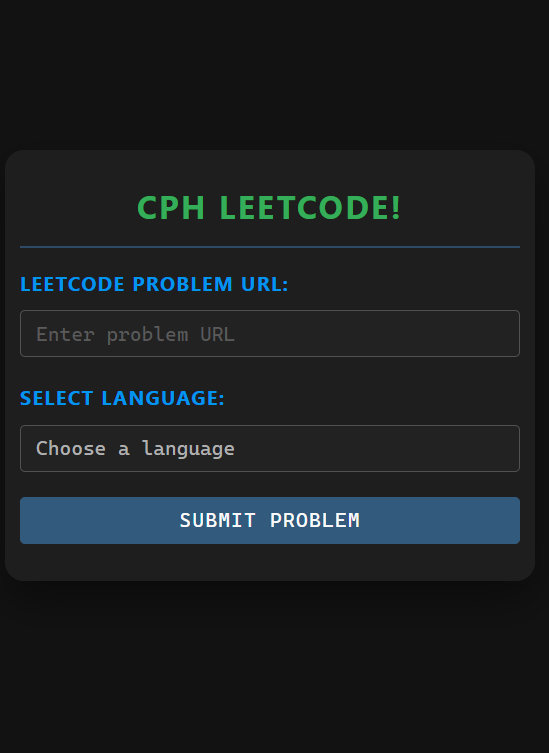 CPH LEETCODE!
LEETCODE PROBLEM URL:
Enter problem URL
SELECT LANGUAGE:
Choose a language
SUBMIT PROBLEM